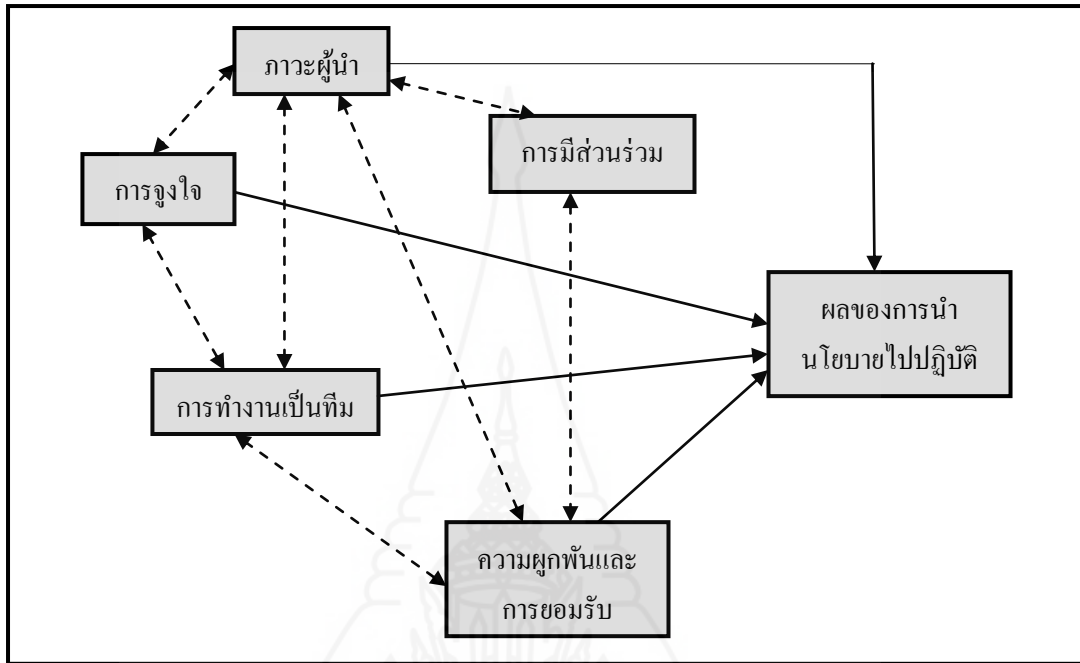 ภาวะผู้นำ
การมีส่วนร่วม
การจูงใจ
ผลของการนำ
นโยบายไปปฏิบัติ
การทำงานเป็นทีม
ความผูกพันและ
การยอมรับ